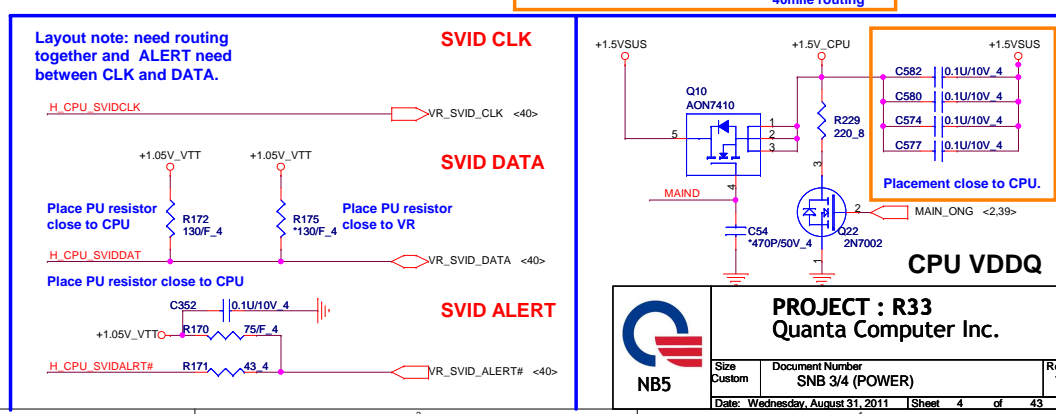 40mile routing
Layout note: need routing
together and ALERT need
between CLK and DATA.
SVID CLK
H_CPU_SVIDCLK
VR_SVID_CLK <40>
+1.05V_VTT
+1.05V_VTT
SVID DATA
Place PU resistor
close to CPU
R172
130/F_4
R175
*130/F_4
Place PU resistor
close to VR
H_CPU_SVIDDAT
VR_SVID_DATA <40>
Place PU resistor close to CPU
C352
0.1U/10V_4
SVID ALERT
+1.05V_VTT
R170
75/F_4
H_CPU_SVIDALRT#
R171
43_4
VR_SVID_ALERT# <40>
+1.5VSUS
+1.5V_CPU
+1.5VSUS
Q10
AON7410
5
1
2
3
4
R229
220_8
C582
0.1U/10V_4
C580
0.1U/10V_4
C574
0.1U/10V_4
C577
0.1U/10V_4
Placement close to CPU.
MAIND
C54
*470P/50V_4
3
2
1
MAIN_ONG <2,39>
Q22
2N7002
CPU VDDQ
NB5
PROJECT : R33
Quanta Computer Inc.
Size
Custom
Document Number
SNB 3/4 (POWER)
Date: Wednesday, August 31, 2011
Sheet 4 of 43